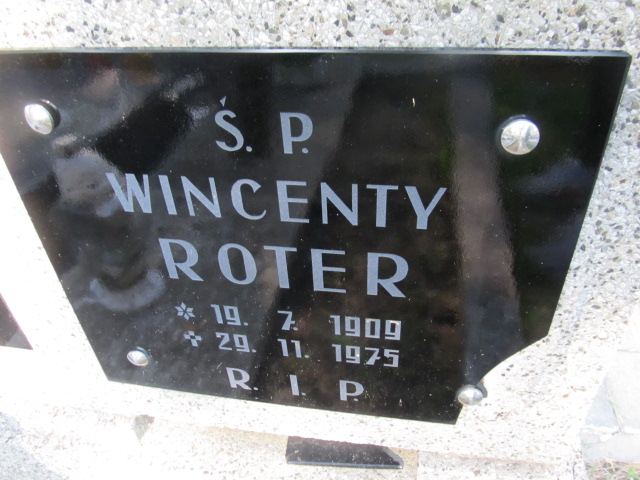 Ś. P.
WINCENTY
ROTER
* 19. 7. 1909
✝ 29. 11. 1975
R. I. P.